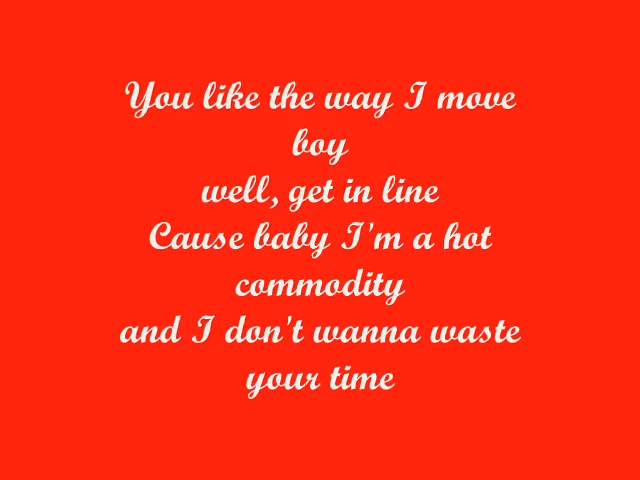 You like the way I move
boy
well, get in line
Cause baby I'm a hot
commodity
and I don't wanna waste
your time